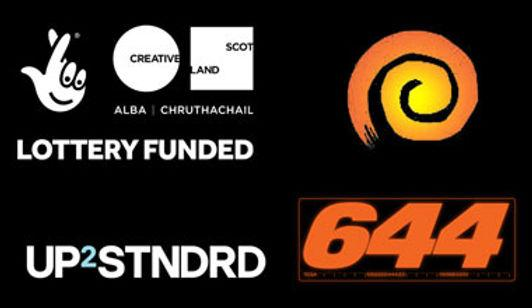 CREATIVE SCOT
LAND
ALBA | CHRUTHACHAIL
LOTTERY FUNDED
UP²STNDRD
644